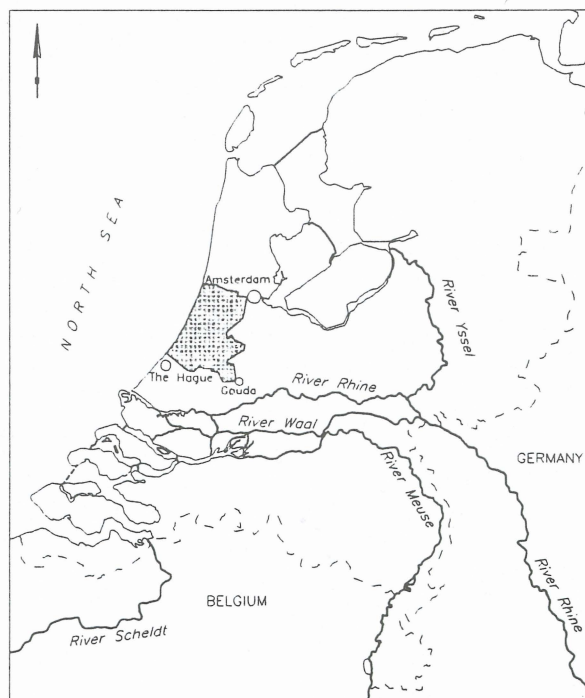 NORTH SEA
Amsterdam
River Yssel
The Hague
Gouda
River Rhine
River Waal
GERMANY
River Meuse
BELGIUM
River Rhine
River Scheldt